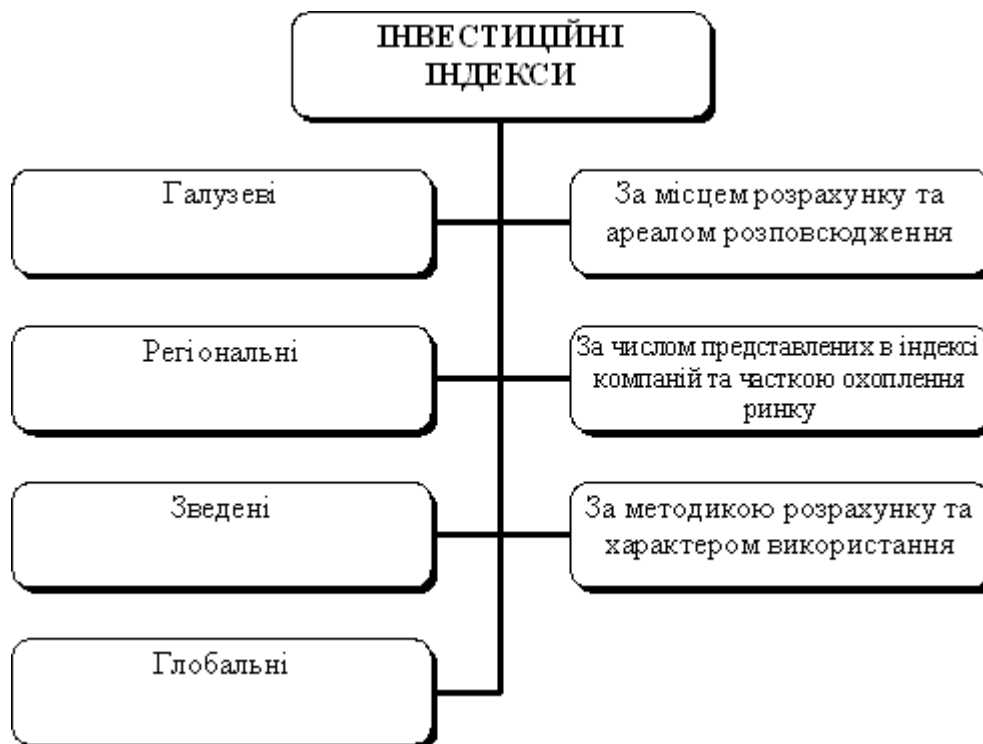 ІНВЕСТИЦІЙНІ
ІНДЕКСИ
Галузеві
За місцем розрахунку та
ареалом розповсюдження
Регіональні
За числом представлених в індексі
компаній та часткою охоплення
ринку
Зведені
За методикою розрахунку та
характером використання
Глобальні